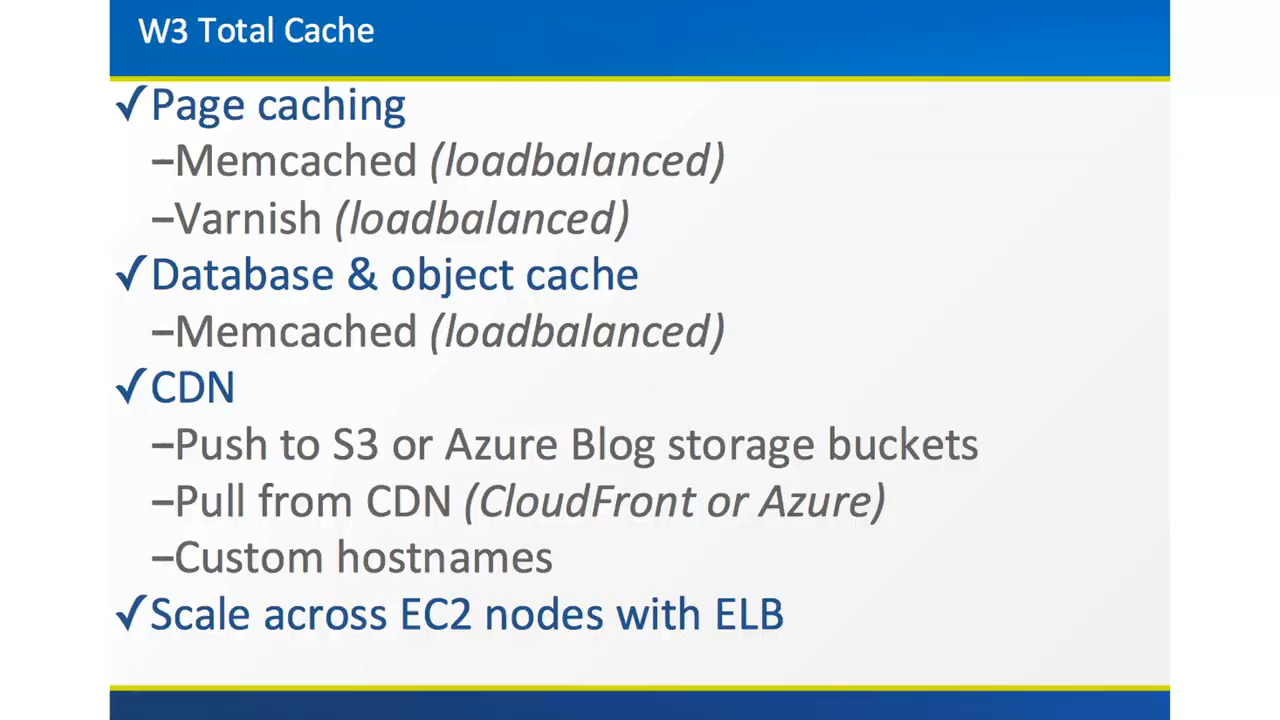 W3 Total Cache
✓Page caching
–Memcached (loadbalanced)
–Varnish (loadbalanced)
✓Database & object cache
–Memcached (loadbalanced)
✓CDN
–Push to S3 or Azure Blog storage buckets
–Pull from CDN (CloudFront or Azure)
–Custom hostnames
✓Scale across EC2 nodes with ELB